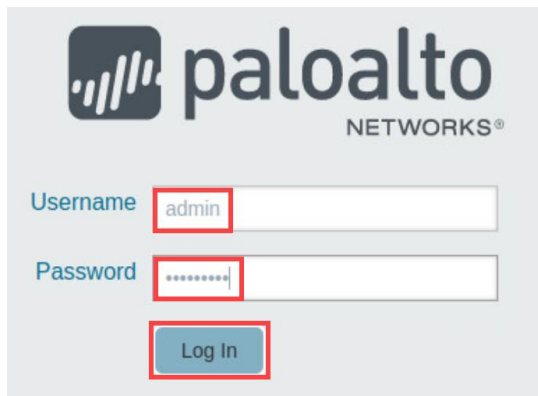 paloalto
NETWORKS®
Username admin
Password •••••••••
Log In